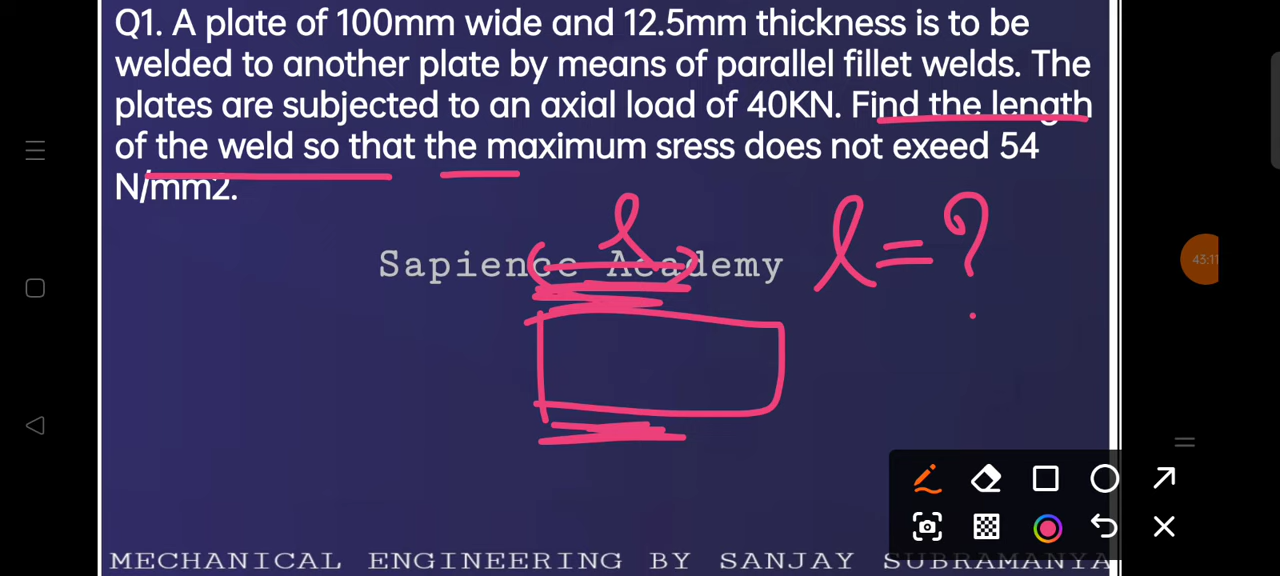 Q1. A plate of 100mm wide and 12.5mm thickness is to be
welded to another plate by means of parallel fillet welds. The
plates are subjected to an axial load of 40KN. Find the length
of the weld so that the maximum sress does not exeed 54
N/mm2.
l
l = ?
Sapience Academy
43:11
MECHANICAL ENGINEERING BY SANJAY SUBRAMANYA